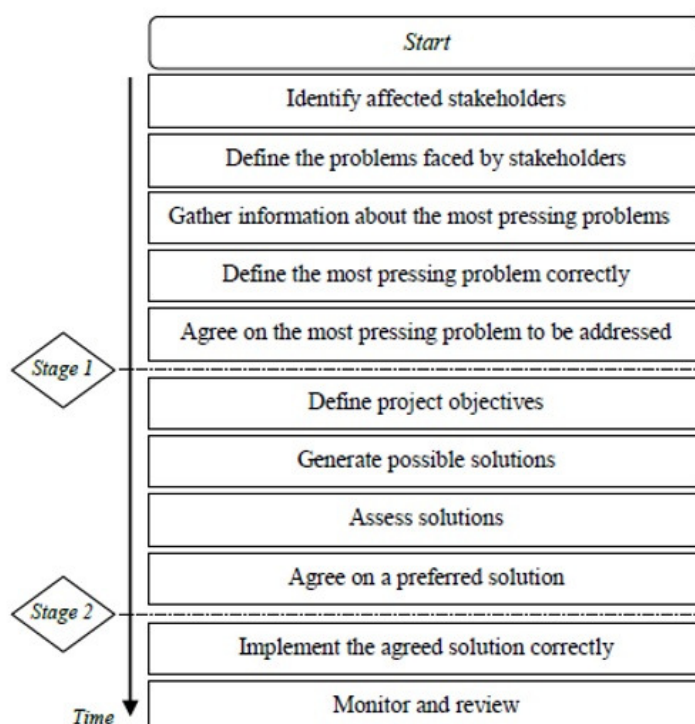 Start
Identify affected stakeholders
Define the problems faced by stakeholders
Gather information about the most pressing problems
Define the most pressing problem correctly
Agree on the most pressing problem to be addressed
Stage 1
Define project objectives
Generate possible solutions
Assess solutions
Agree on a preferred solution
Stage 2
Implement the agreed solution correctly
Monitor and review
Time